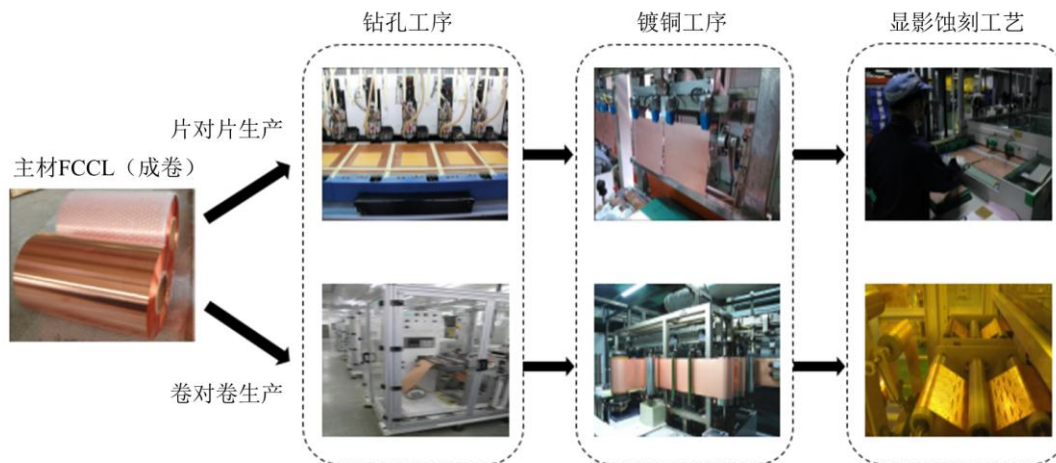 钻孔工序
镀铜工序
显影蚀刻工艺
片对片生产
主材FCCL（成卷）
卷对卷生产